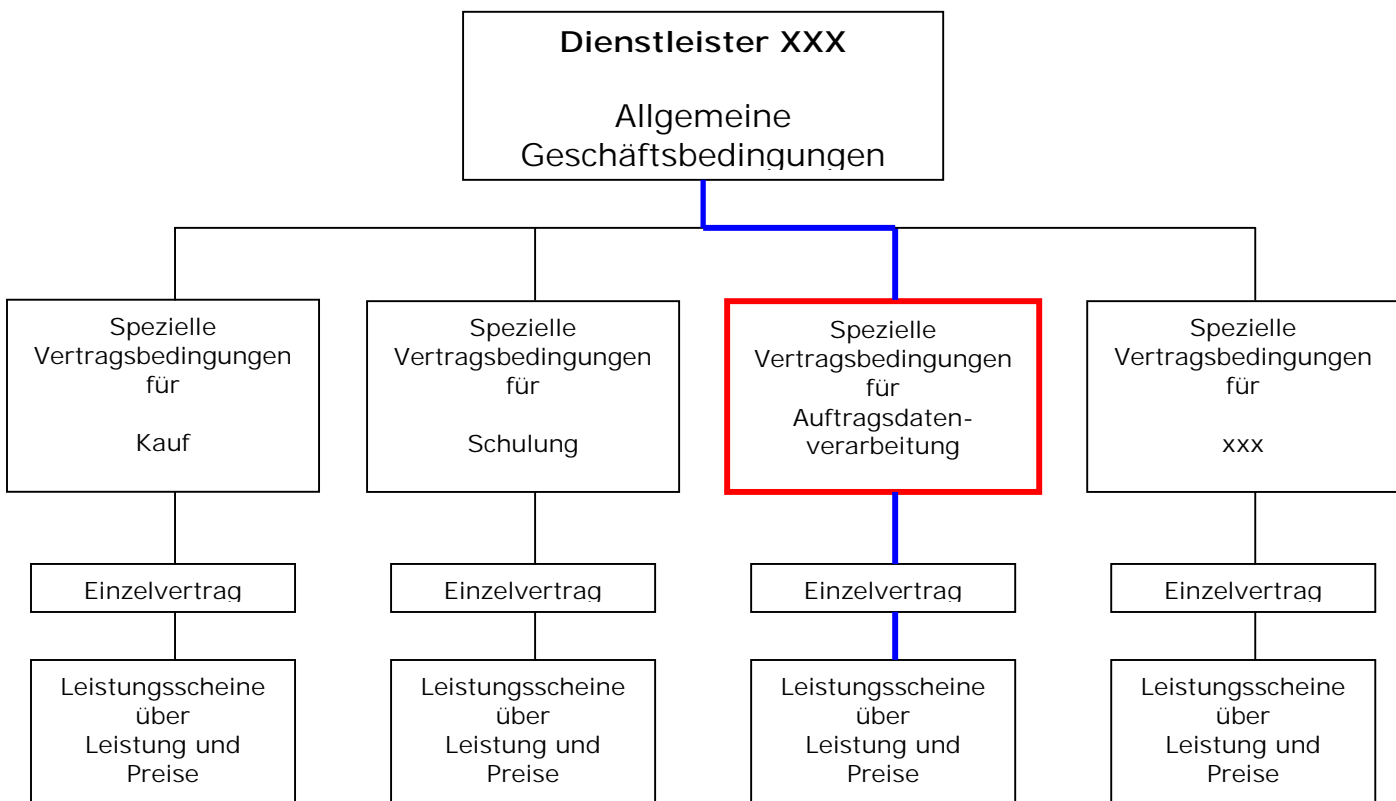 Dienstleister XXX
Allgemeine
Geschäftsbedingungen
Spezielle
Vertragsbedingungen
für
Kauf
Spezielle
Vertragsbedingungen
für
Schulung
Spezielle
Vertragsbedingungen
für
Auftragsdaten-
verarbeitung
Spezielle
Vertragsbedingungen
für
xxx
Einzelvertrag
Einzelvertrag
Einzelvertrag
Einzelvertrag
Leistungsscheine
über
Leistung und
Preise
Leistungsscheine
über
Leistung und
Preise
Leistungsscheine
über
Leistung und
Preise
Leistungsscheine
über
Leistung und
Preise